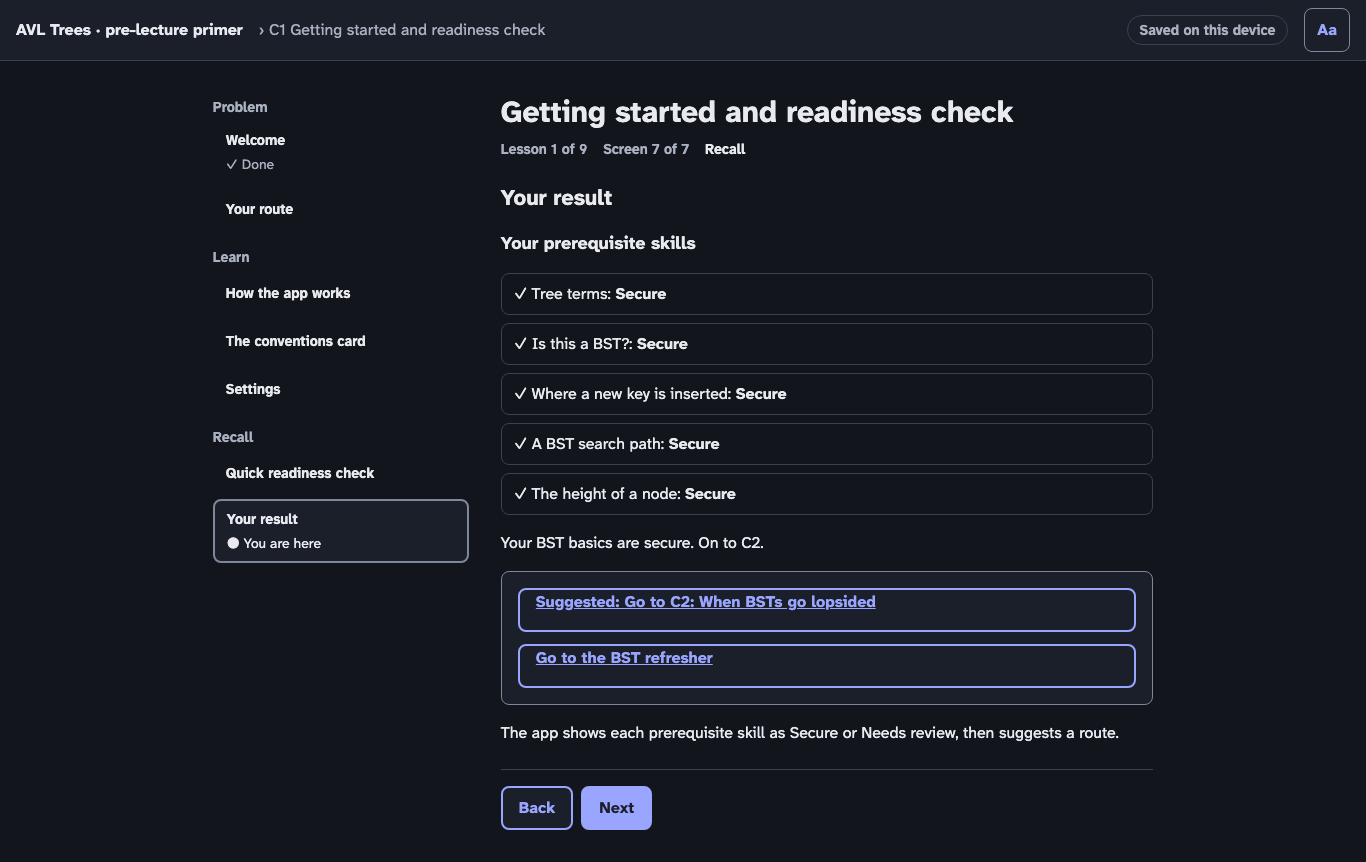 AVL Trees · pre-lecture primer › C1 Getting started and readiness check
Saved on this device
Aa
Problem
Welcome
✓ Done
Your route
Learn
How the app works
The conventions card
Settings
Recall
Quick readiness check
Your result
You are here
Getting started and readiness check
Lesson 1 of 9 Screen 7 of 7 Recall
Your result
Your prerequisite skills
✓ Tree terms: Secure
✓ Is this a BST?: Secure
✓ Where a new key is inserted: Secure
✓ A BST search path: Secure
✓ The height of a node: Secure
Your BST basics are secure. On to C2.
Suggested: Go to C2: When BSTs go lopsided
Go to the BST refresher
The app shows each prerequisite skill as Secure or Needs review, then suggests a route.
Back
Next